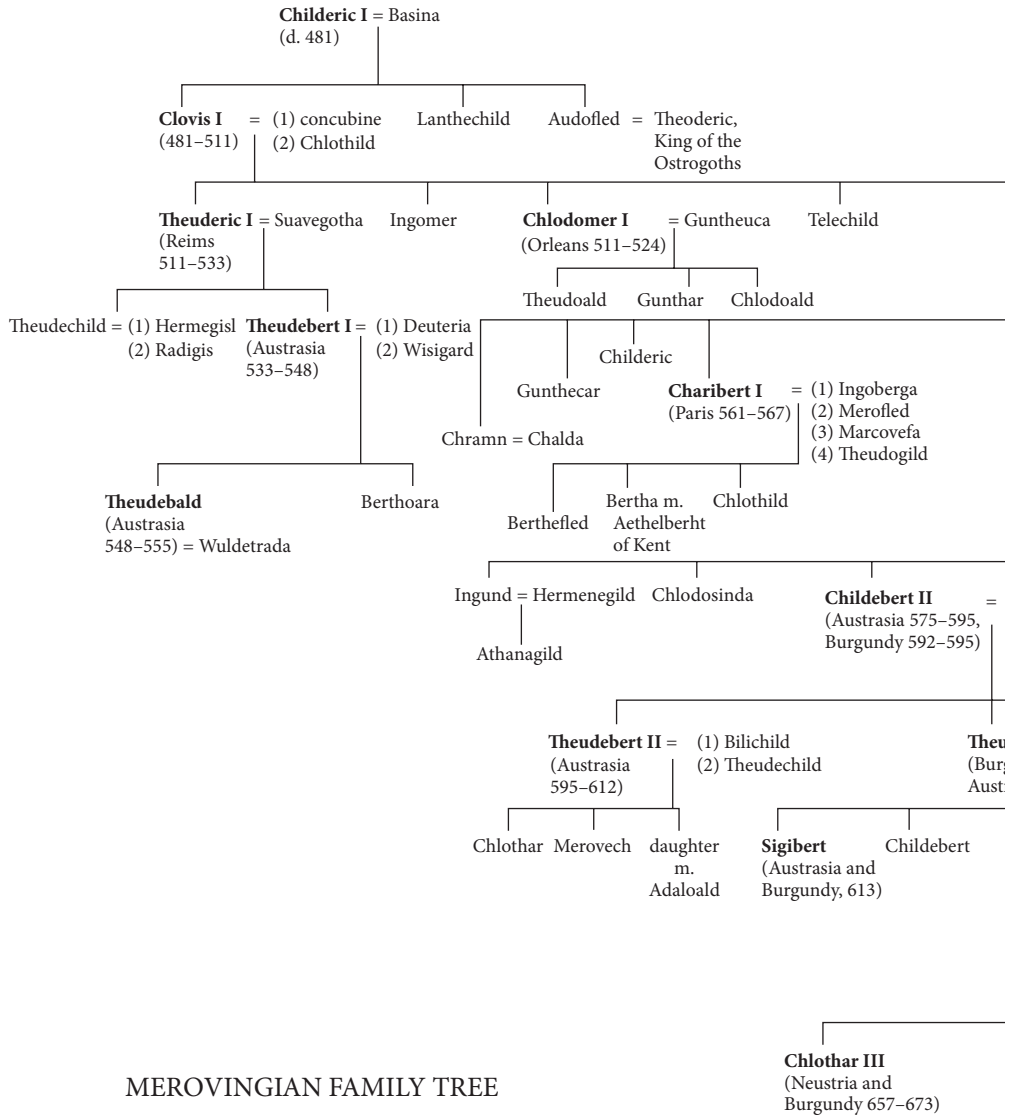 Childeric I = Basina
(d. 481)
Clovis I = (1) concubine
(481–511) (2) Chlothild
Lanthechild
Audofled = Theoderic,
King of the
Ostrogoths
Theuderic I = Suavegotha
(Reims
511–533)
Ingomer
Chlodomer I = Guntheuca
(Orleans 511–524)
Telechild
Theudoald Gunthar Chlodoald
Theudechild = (1) Hermegisl
(2) Radigis
Theudebert I = (1) Deuteria
(Austrasia (2) Wisigard
533–548)
Childeric
Gunthecar
Charibert I = (1) Ingoberga
(Paris 561–567) (2) Merofled
(3) Marcovefa
(4) Theudogild
Chramn = Chalda
Theudebald
(Austrasia
548–555) = Wuldetrada
Berthoara
Berthefled
Bertha m.
Aethelberht
of Kent
Chlothild
Ingund = Hermenegild
Chlodosinda
Childebert II =
(Austrasia 575–595,
Burgundy 592–595)
Athanagild
Theudebert II = (1) Bilichild
(Austrasia (2) Theudechild
595–612)
Theu
(Burg
Austr
Chlothar Merovech daughter
m.
Adaloald
Sigibert
(Austrasia and
Burgundy, 613)
Childebert
Chlothar III
(Neustria and
Burgundy 657–673)
MEROVINGIAN FAMILY TREE